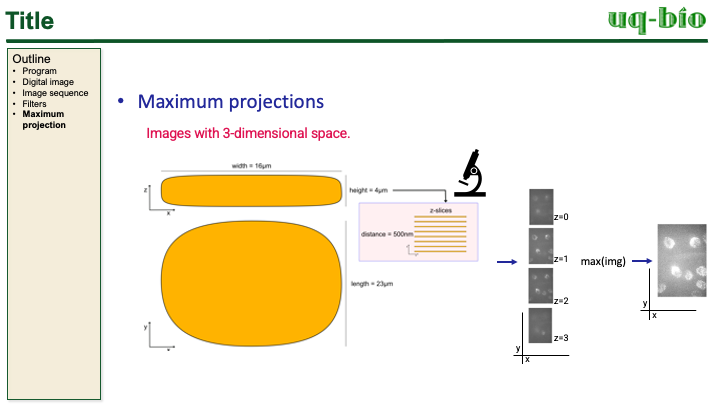 Title
uq-bio
Outline
• Program
• Digital image
• Image sequence
• Filters
• Maximum
projection
• Maximum projections
Images with 3-dimensional space.
width = 16μm
z
x
height = 4μm
z-slices
distance = 500nm
length = 23μm
y
x
z=0
z=1
z=2
z=3
y
x
max(img)
y
x